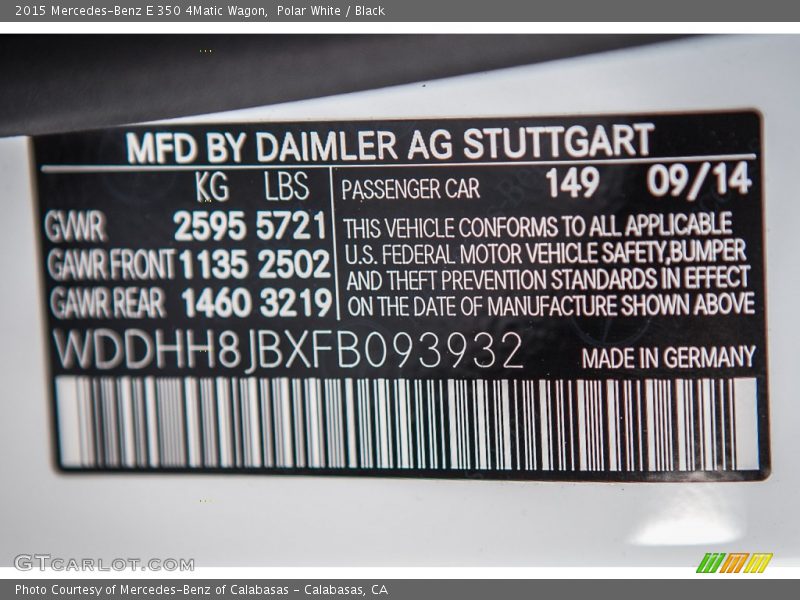 2015 Mercedes-Benz E 350 4Matic Wagon,  Polar White / Black
MFD BY DAIMLER AG STUTTGART
KG LBS PASSENGER CAR 149 09/14
GVWR 2595 5721 THIS VEHICLE CONFORMS TO ALL APPLICABLE
GAWR FRONT 1135 2502 U.S. FEDERAL MOTOR VEHICLE SAFETY,BUMPER
AND THEFT PREVENTION STANDARDS IN EFFECT
GAWR REAR 1460 3219 ON THE DATE OF MANUFACTURE SHOWN ABOVE
WDDHH8JBXFB093932 MADE IN GERMANY
GTCARLOT.COM
Photo Courtesy of Mercedes-Benz of Calabasas - Calabasas, CA